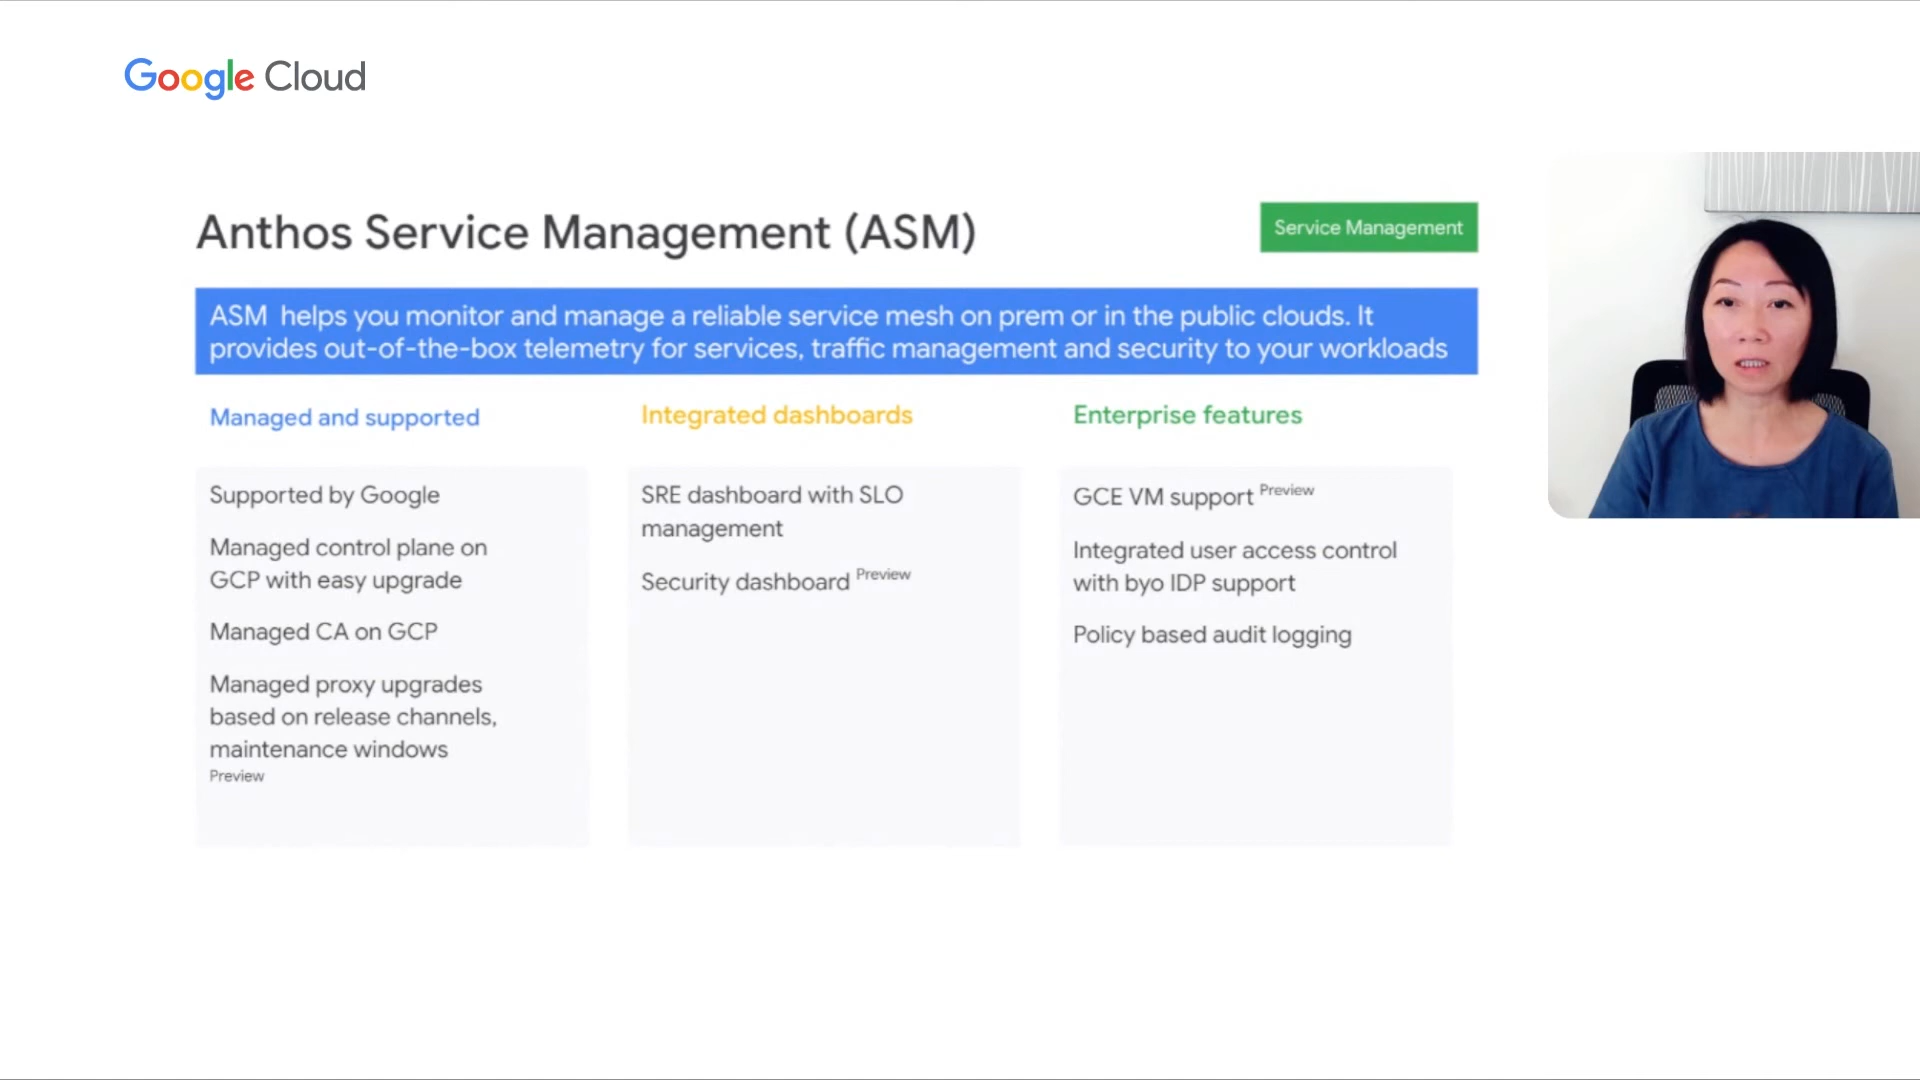 Google Cloud
Anthos Service Management (ASM)
Service Management
ASM helps you monitor and manage a reliable service mesh on prem or in the public clouds. It
provides out-of-the-box telemetry for services, traffic management and security to your workloads
Managed and supported
Supported by Google
Managed control plane on
GCP with easy upgrade
Managed CA on GCP
Managed proxy upgrades
based on release channels,
maintenance windows
Preview
Integrated dashboards
SRE dashboard with SLO
management
Security dashboard Preview
Enterprise features
GCE VM support Preview
Integrated user access control
with byo IDP support
Policy based audit logging